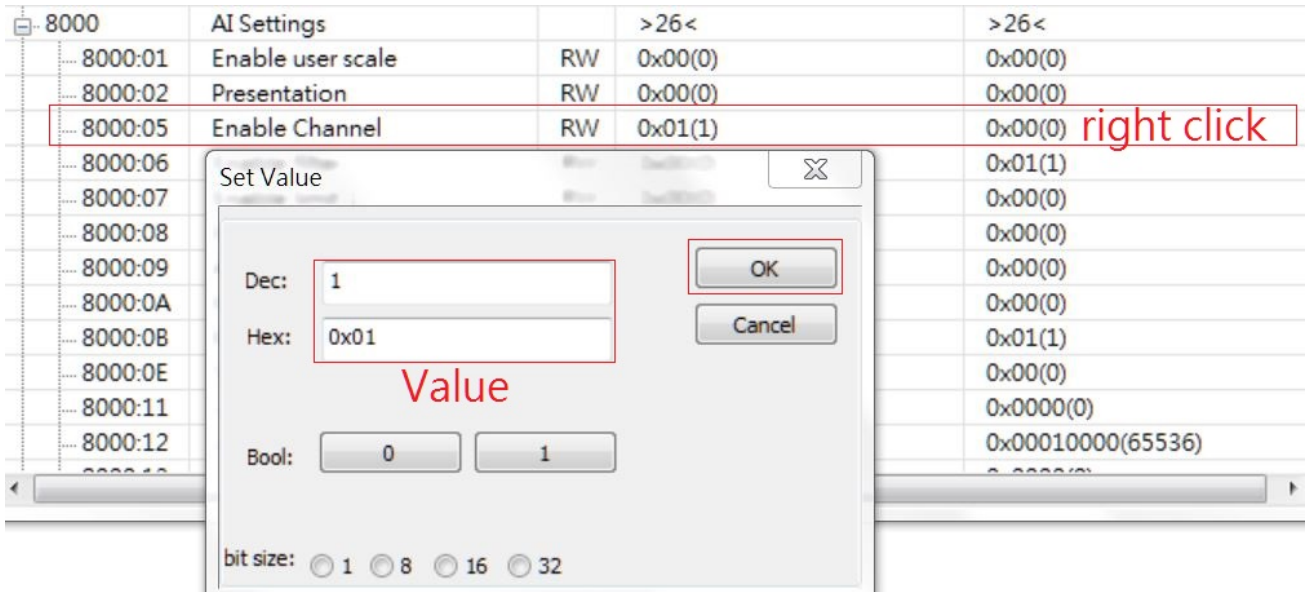 8000 AI Settings >26< >26<
8000:01 Enable user scale RW 0x00(0) 0x00(0)
8000:02 Presentation RW 0x00(0) 0x00(0)
8000:05 Enable Channel RW 0x01(1) 0x00(0) right click
8000:06 0x01(1)
Set Value
8000:07 0x00(0)
8000:08 0x00(0)
8000:09 0x00(0)
Dec: 1 OK
8000:0A 0x00(0)
8000:0B Hex: 0x01 Cancel 0x01(1)
8000:0E 0x00(0)
Value
8000:11 0x0000(0)
8000:12 0x00010000(65536)
Bool: 0 1
bit size: 1 8 16 32